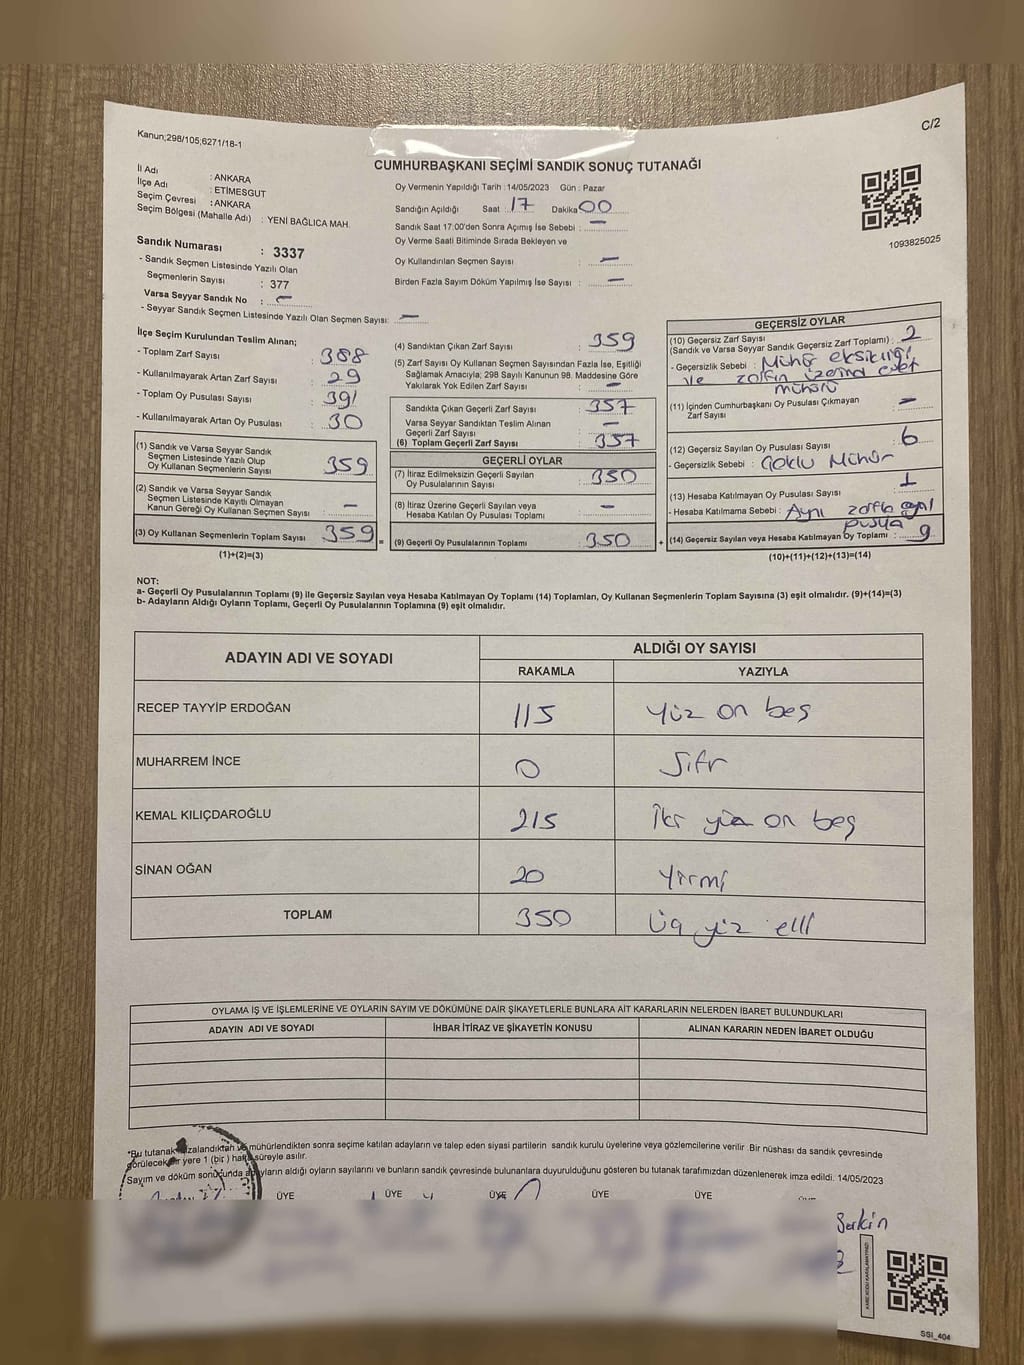 Kanun;298/105;6271/18-1
C/2
CUMHURBAŞKANI SEÇİMİ SANDIK SONUÇ TUTANAĞI
İl Adı : ANKARA
İlçe Adı : ETİMESGUT
Seçim Çevresi : ANKARA
Seçim Bölgesi (Mahalle Adı) : YENİ BAĞLICA MAH.
Sandık Numarası : 3337
- Sandık Seçmen Listesinde Yazılı Olan
Seçmenlerin Sayısı : 377
Varsa Seyyar Sandık No : -
- Seyyar Sandık Seçmen Listesinde Yazılı Olan Seçmen Sayısı: -
Oy Vermenin Yapıldığı Tarih : 14/05/2023 Gün : Pazar
Sandığın Açıldığı Saat 17 Dakika 00
Sandık Saat 17:00'den Sonra Açımış İse Sebebi : -
Oy Verme Saati Bitiminde Sırada Bekleyen ve
Oy Kullandırılan Seçmen Sayısı : -
Birden Fazla Sayım Döküm Yapılmış İse Sayısı : -
1093825025
İlçe Seçim Kurulundan Teslim Alınan;
- Toplam Zarf Sayısı : 388
- Kullanılmayarak Artan Zarf Sayısı : 29
- Toplam Oy Pusulası Sayısı : 391
- Kullanılmayarak Artan Oy Pusulası : 30
(1) Sandık ve Varsa Seyyar Sandık
Seçmen Listesinde Yazılı Olup
Oy Kullanan Seçmenlerin Sayısı : 359
(2) Sandık ve Varsa Seyyar Sandık
Seçmen Listesinde Kayıtlı Olmayan
Kanun Gereği Oy Kullanan Seçmen Sayısı : -
(3) Oy Kullanan Seçmenlerin Toplam Sayısı : 359
(1)+(2)=(3)
=
(4) Sandıktan Çıkan Zarf Sayısı : 359
(5) Zarf Sayısı Oy Kullanan Seçmen Sayısından Fazla İse, Eşitliği
Sağlamak Amacıyla, 298 Sayılı Kanunun 98. Maddesine Göre
Yakılarak Yok Edilen Zarf Sayısı : -
Sandıkta Çıkan Geçerli Zarf Sayısı : 357
Varsa Seyyar Sandıktan Teslim Alınan
Geçerli Zarf Sayısı : -
(6) Toplam Geçerli Zarf Sayısı : 357
GEÇERLİ OYLAR
(7) İtiraz Edilmeksizin Geçerli Sayılan
Oy Pusulalarının Sayısı : 350
(8) İtiraz Üzerine Geçerli Sayılan veya
Hesaba Katılan Oy Pusulası Toplamı : -
(9) Geçerli Oy Pusulalarının Toplamı : 350
+
GEÇERSİZ OYLAR
(10) Geçersiz Zarf Sayısı
(Sandık ve Varsa Seyyar Sandık Geçersiz Zarf Toplamı) : 2
- Geçersizlik Sebebi : Mühür eksikliği
ile zarfın üzerind evet
mührü
(11) İçinden Cumhurbaşkanı Oy Pusulası Çıkmayan
Zarf Sayısı : -
(12) Geçersiz Sayılan Oy Pusulası Sayısı : 6
- Geçersizlik Sebebi : Çoklu Mühür
(13) Hesaba Katılmayan Oy Pusulası Sayısı : 1
- Hesaba Katılmama Sebebi : Aynı zarfta
(14) Geçersiz Sayılan veya Hesaba Katılmayan Oy Toplamı : 9
(10)+(11)+(12)+(13)=(14)
NOT:
a- Geçerli Oy Pusulalarının Toplamı (9) ile Geçersiz Sayılan veya Hesaba Katılmayan Oy Toplamı (14) Toplamları, Oy Kullanan Seçmenlerin Toplam Sayısına (3) eşit olmalıdır. (9)+(14)=(3)
b- Adayların Aldığı Oyların Toplamı, Geçerli Oy Pusulalarının Toplamına (9) eşit olmalıdır.
ADAYIN ADI VE SOYADI
ALDIĞI OY SAYISI
RAKAMLA YAZIYLA
RECEP TAYYİP ERDOĞAN 115 Yüz on beş
MUHARREM İNCE 0 Sıfır
KEMAL KILIÇDAROĞLU 215 İki yüz on beş
SİNAN OĞAN 20 Yirmi
TOPLAM 350 Üç yüz elli
OYLAMA İŞ VE İŞLEMLERİNE VE OYLARIN SAYIM VE DÖKÜMÜNE DAİR ŞİKAYETLERLE BUNLARA AİT KARARLARIN NELERDEN İBARET BULUNDUKLARI
ADAYIN ADI VE SOYADI İHBAR İTİRAZ VE ŞİKAYETİN KONUSU ALINAN KARARIN NEDEN İBARET OLDUĞU
"Bu tutanak zalandıktan mühürlendikten sonra seçime katılan adayların ve talep eden siyasi partilerin sandık kurulu üyelerine veya gözlemcilerine verilir Bir nüshası da sandık çevresinde
görülecek bir yere 1 (bir) hafta süreyle asılır.
Sayım ve döküm sonucunda adayların aldığı oyların sayılarını ve bunların sandık çevresinde bulunanlara duyurulduğunu gösteren bu tutanak tarafımızdan düzenlenerek imza edildi. 14/05/2023
ÜYE ÜYE ÜYE ÜYE ÜYE
Serkin
SSI_404